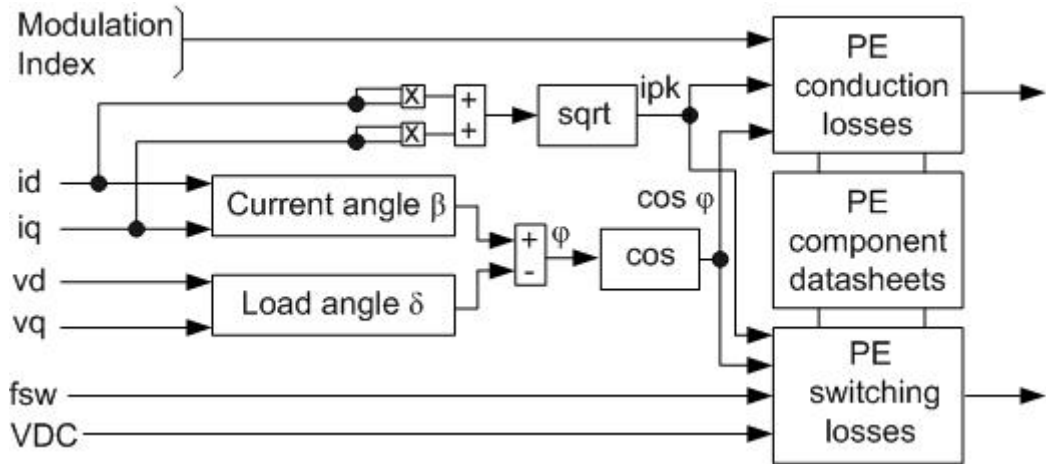 Modulation
Index
X
+
X
+
sqrt
ipk
PE
conduction
losses
id
iq
Current angle β
+
-
φ
cos
cos φ
PE
component
datasheets
vd
vq
Load angle δ
PE
switching
losses
fsw
VDC